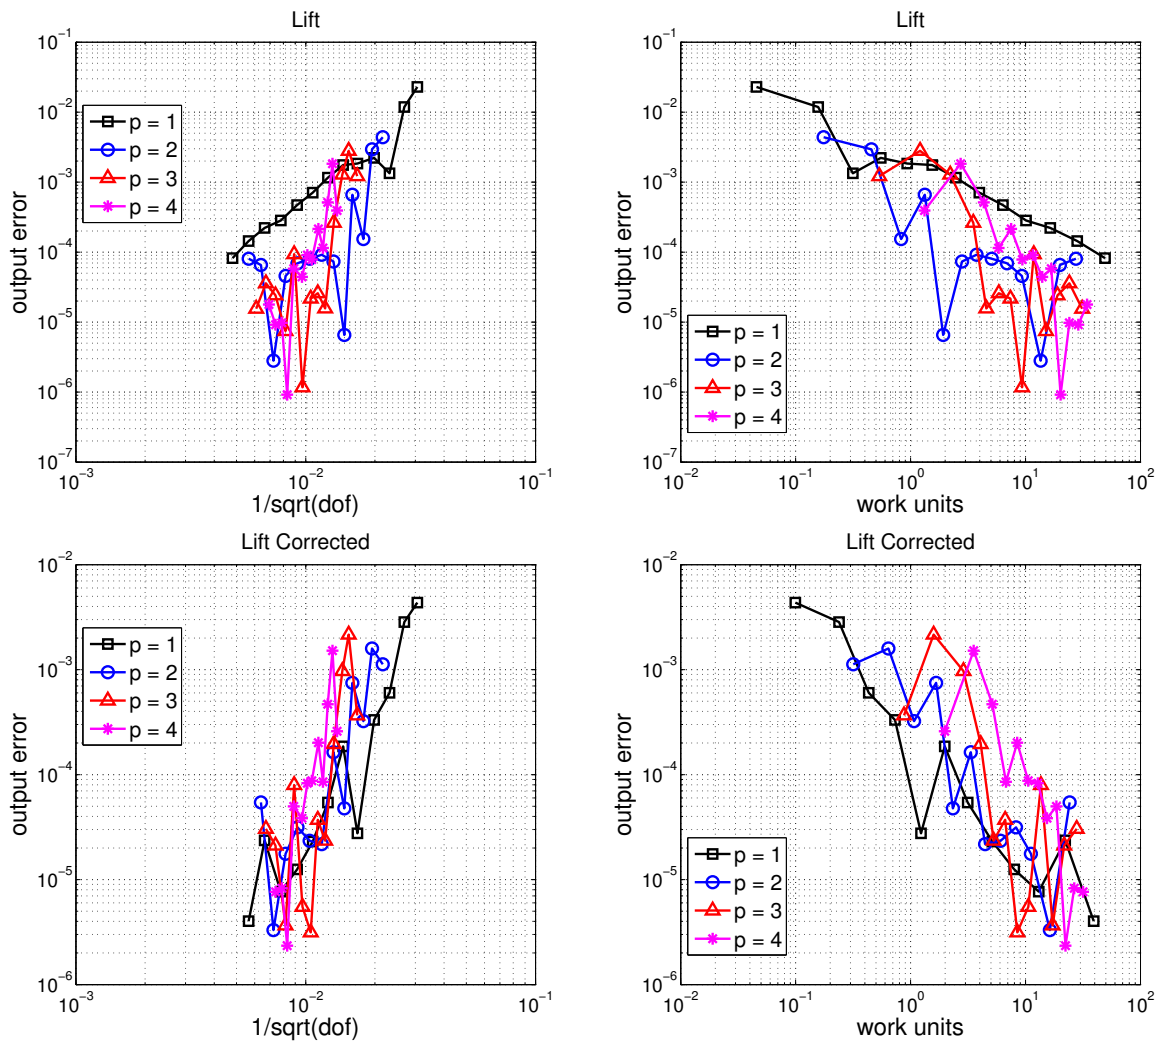 Lift
10^-1
10^-2
10^-3
10^-4
10^-5
10^-6
10^-7
output error
p = 1
p = 2
p = 3
p = 4
10^-3
10^-2
10^-1
1/sqrt(dof)
Lift
10^-1
10^-2
10^-3
10^-4
10^-5
10^-6
10^-7
output error
p = 1
p = 2
p = 3
p = 4
10^-2
10^-1
10^0
10^1
10^2
work units
Lift Corrected
10^-2
10^-3
10^-4
10^-5
10^-6
output error
p = 1
p = 2
p = 3
p = 4
10^-3
10^-2
10^-1
1/sqrt(dof)
Lift Corrected
10^-2
10^-3
10^-4
10^-5
10^-6
output error
p = 1
p = 2
p = 3
p = 4
10^-2
10^-1
10^0
10^1
10^2
work units